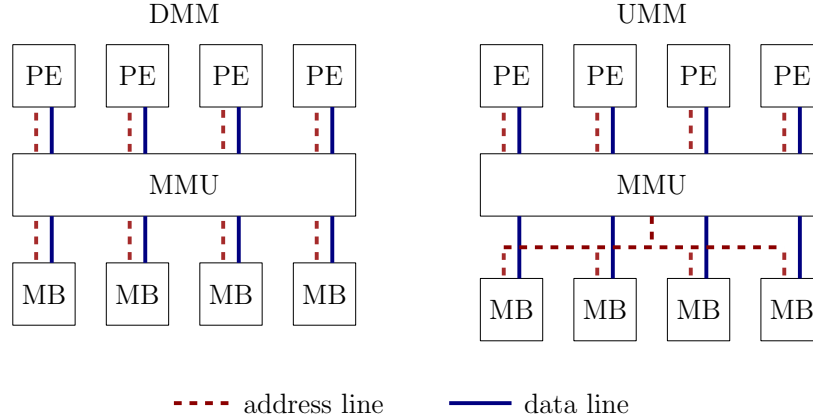 DMM UMM
PE PE PE PE PE PE PE PE
MMU MMU
MB MB MB MB
MB MB MB MB
address line data line